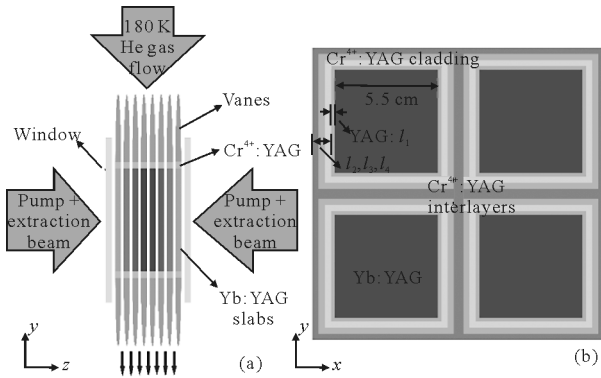 180 K
He gas
flow
Vanes
Window
Cr⁴⁺:YAG
Pump +
extraction
beam
Pump +
extraction
beam
Yb:YAG
slabs
y
z
(a)
Cr⁴⁺:YAG cladding
5.5 cm
YAG: l₁
l₂,l₃,l₄
Cr⁴⁺:YAG
interlayers
Yb:YAG
y
x
(b)